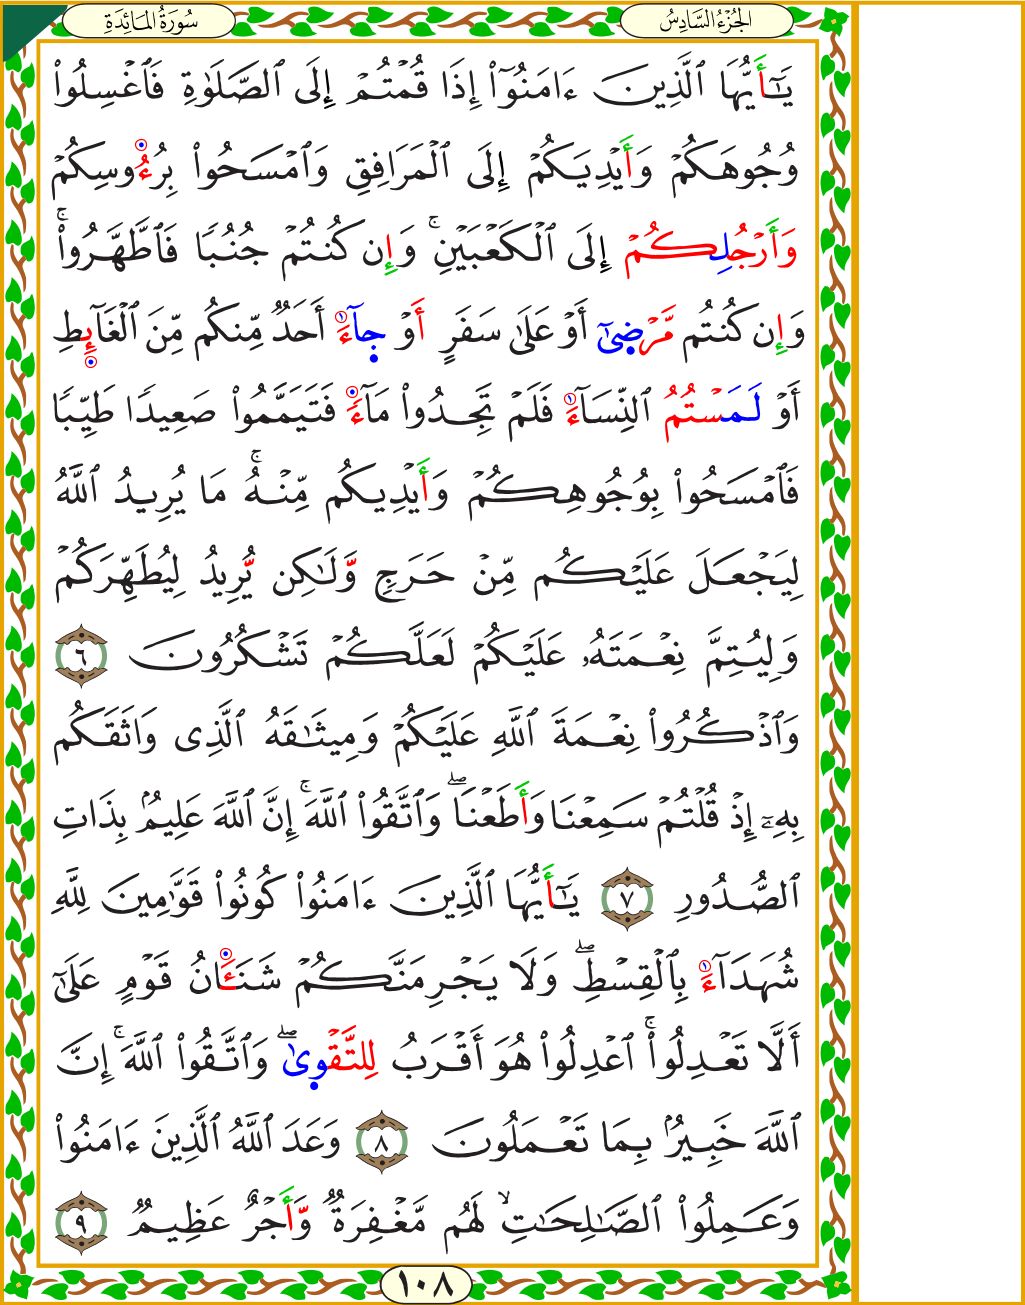 الجُزْءُ السَّادِسُ
سُورَةُ المَائِدَةِ
يَـٰٓأَيُّهَا ٱلَّذِينَ ءَامَنُوٓا۟ إِذَا قُمْتُمْ إِلَى ٱلصَّلَوٰةِ فَٱغْسِلُوا۟
وُجُوهَكُمْ وَأَيْدِيَكُمْ إِلَى ٱلْمَرَافِقِ وَٱمْسَحُوا۟ بِرُءُوسِكُمْ
وَأَرْجُلِكُمْ إِلَى ٱلْكَعْبَيْنِ ۚ وَإِن كُنتُمْ جُنُبًا فَٱطَّهَّرُوا۟ ۚ
وَإِن كُنتُم مَّرْضِىٰٓ أَوْ عَلَىٰ سَفَرٍ أَوْ جِآءَ أَحَدٌ مِّنكُم مِّنَ ٱلْغَآئِطِ
أَوْ لَمَسْتُمُ ٱلنِّسَآءَ فَلَمْ تَجِدُوا۟ مَآءً فَتَيَمَّمُوا۟ صَعِيدًا طَيِّبًا
فَٱمْسَحُوا۟ بِوُجُوهِكُمْ وَأَيْدِيكُم مِّنْهُ ۚ مَا يُرِيدُ ٱللَّهُ
لِيَجْعَلَ عَلَيْكُم مِّنْ حَرَجٍ وَّلَـٰكِن يُّرِيدُ لِيُطَهِّرَكُمْ
وَلِيُتِمَّ نِعْمَتَهُۥ عَلَيْكُمْ لَعَلَّكُمْ تَشْكُرُونَ ٦
وَٱذْكُرُوا۟ نِعْمَةَ ٱللَّهِ عَلَيْكُمْ وَمِيثَـٰقَهُ ٱلَّذِى وَاثَقَكُم
بِهِۦٓ إِذْ قُلْتُمْ سَمِعْنَا وَأَطَعْنَا ۖ وَٱتَّقُوا۟ ٱللَّهَ ۚ إِنَّ ٱللَّهَ عَلِيمٌۢ بِذَاتِ
ٱلصُّدُورِ ٧ يَـٰٓأَيُّهَا ٱلَّذِينَ ءَامَنُوا۟ كُونُوا۟ قَوَّٰمِينَ لِلَّهِ
شُهَدَآءَ بِٱلْقِسْطِ ۖ وَلَا يَجْرِمَنَّكُمْ شَنَـَٔانُ قَوْمٍ عَلَىٰٓ
أَلَّا تَعْدِلُوا۟ ۚ ٱعْدِلُوا۟ هُوَ أَقْرَبُ لِلتَّقْوِىٰ ۖ وَٱتَّقُوا۟ ٱللَّهَ ۚ إِنَّ
ٱللَّهَ خَبِيرٌۢ بِمَا تَعْمَلُونَ ٨ وَعَدَ ٱللَّهُ ٱلَّذِينَ ءَامَنُوا۟
وَعَمِلُوا۟ ٱلصَّـٰلِحَـٰتِ ۙ لَهُم مَّغْفِرَةٌ وَّأَجْرٌ عَظِيمٌ ٩
١٠٨